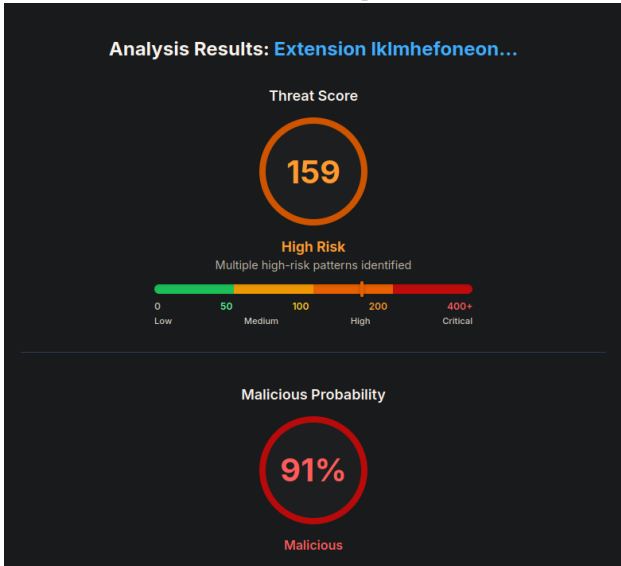 Analysis Results: Extension lklmhefoneon...
Threat Score
159
High Risk
Multiple high-risk patterns identified
0 50 100 200 400+
Low Medium High Critical
Malicious Probability
91%
Malicious